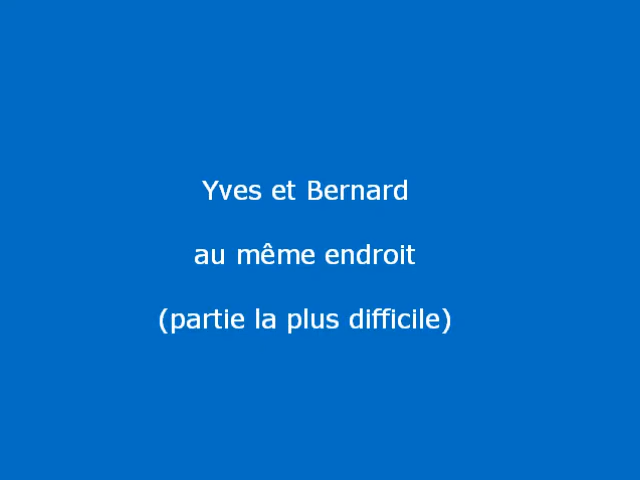 Yves et Bernard
au même endroit
(partie la plus difficile)